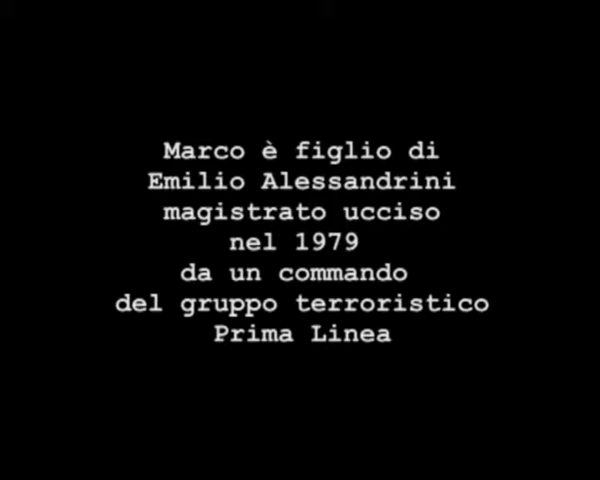 Marco è figlio di
Emilio Alessandrini
magistrato ucciso
nel 1979
da un commando
del gruppo terroristico
Prima Linea